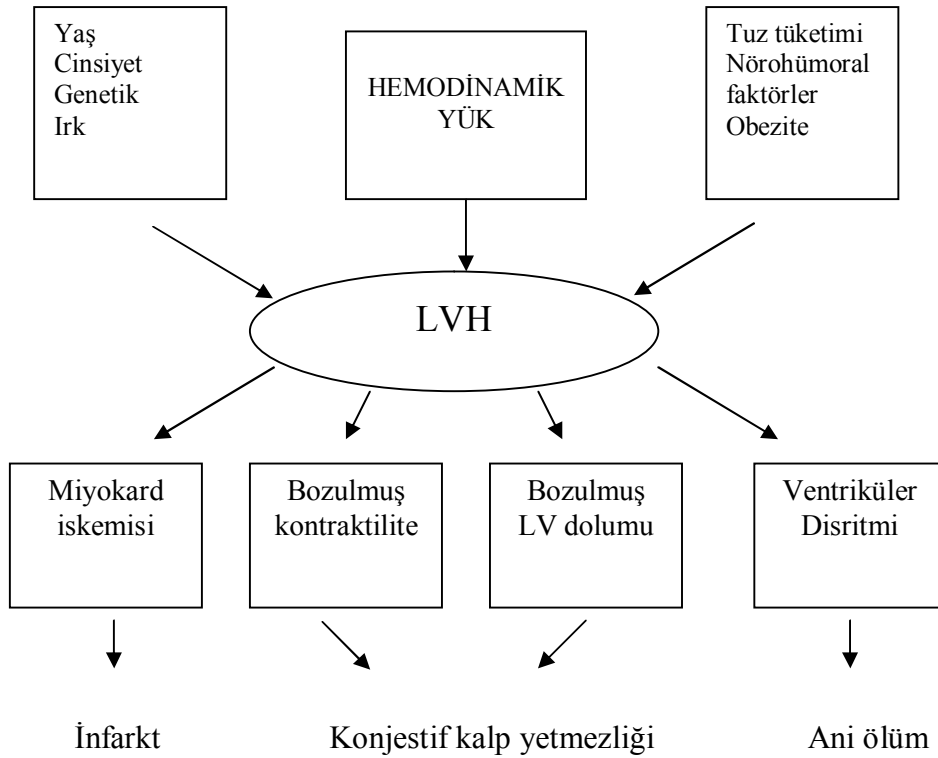 Yaş
Cinsiyet
Genetik
Irk
HEMODİNAMİK
YÜK
Tuz tüketimi
Nörohümoral
faktörler
Obezite
LVH
Miyokard
iskemisi
Bozulmuş
kontraktilite
Bozulmuş
LV dolumu
Ventriküler
Disritmi
İnfarkt
Konjestif kalp yetmezliği
Ani ölüm